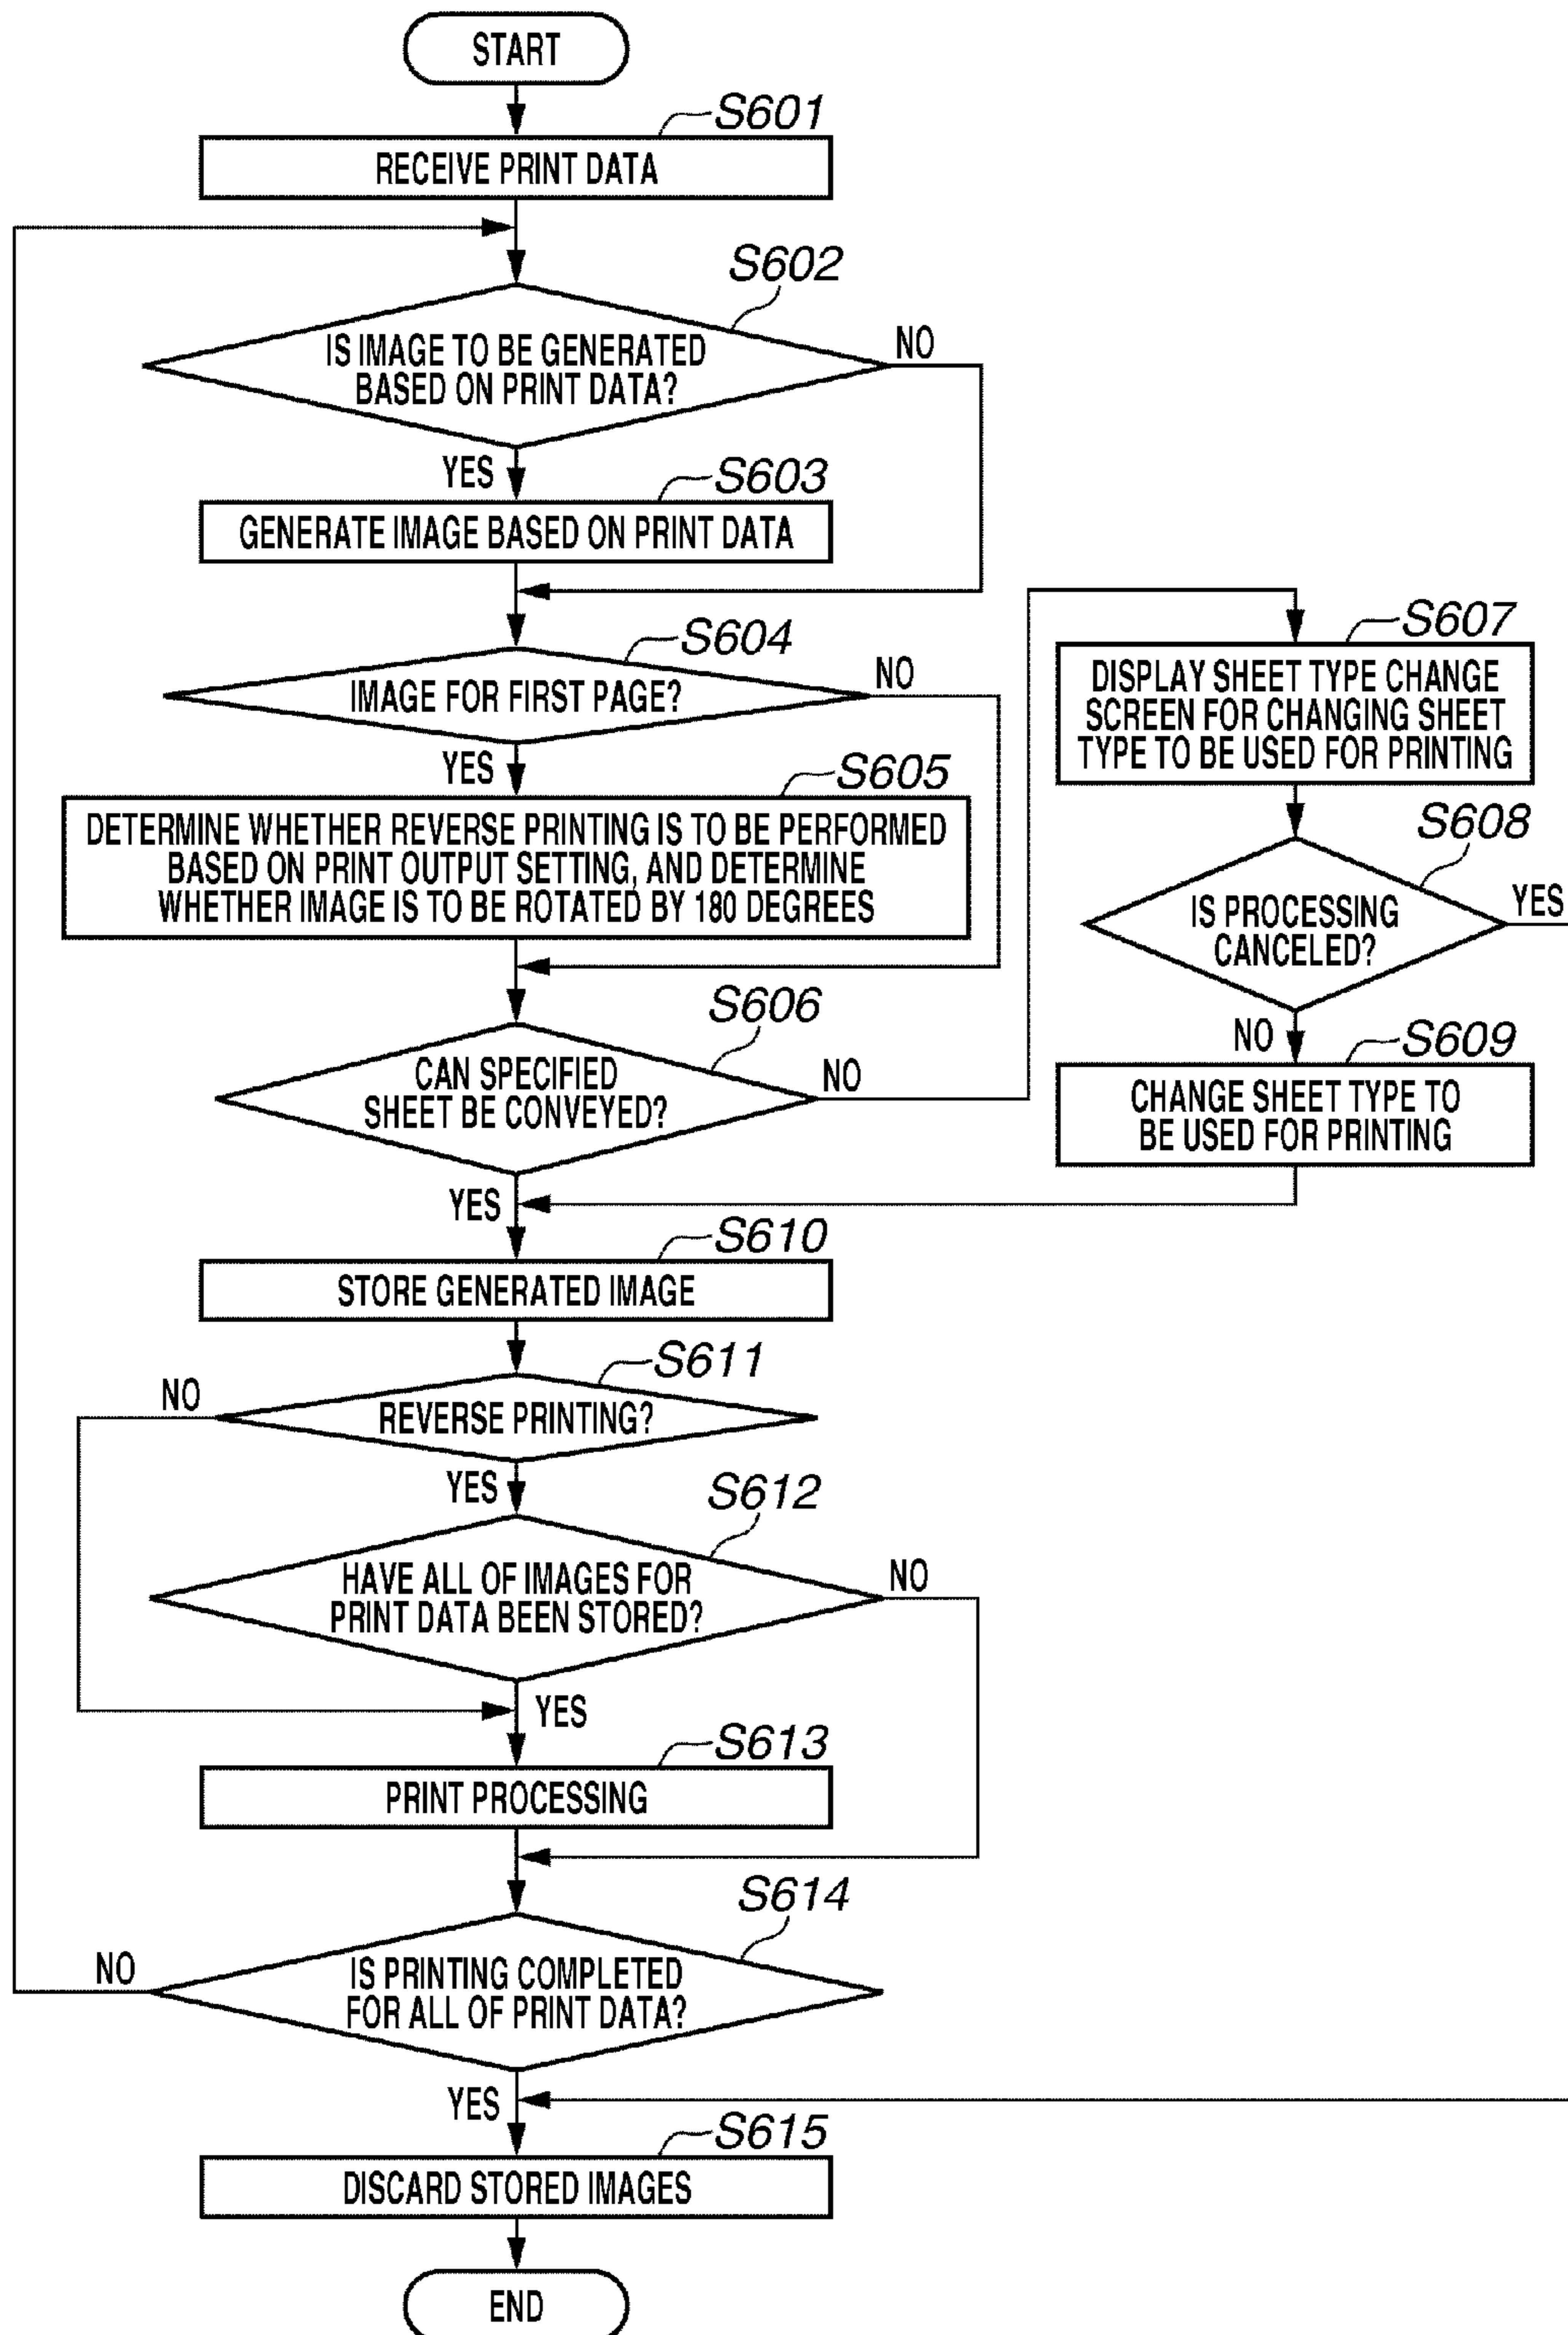 START
S601
RECEIVE PRINT DATA
S602
IS IMAGE TO BE GENERATED
BASED ON PRINT DATA?
NO
YES
S603
GENERATE IMAGE BASED ON PRINT DATA
S604
IMAGE FOR FIRST PAGE?
NO
YES
S605
DETERMINE WHETHER REVERSE PRINTING IS TO BE PERFORMED
BASED ON PRINT OUTPUT SETTING, AND DETERMINE
WHETHER IMAGE IS TO BE ROTATED BY 180 DEGREES
S606
CAN SPECIFIED
SHEET BE CONVEYED?
NO
YES
S607
DISPLAY SHEET TYPE CHANGE
SCREEN FOR CHANGING SHEET
TYPE TO BE USED FOR PRINTING
S608
IS PROCESSING
CANCELED?
YES
NO
S609
CHANGE SHEET TYPE TO
BE USED FOR PRINTING
S610
STORE GENERATED IMAGE
S611
REVERSE PRINTING?
NO
YES
S612
HAVE ALL OF IMAGES FOR
PRINT DATA BEEN STORED?
NO
YES
S613
PRINT PROCESSING
S614
IS PRINTING COMPLETED
FOR ALL OF PRINT DATA?
NO
YES
S615
DISCARD STORED IMAGES
END